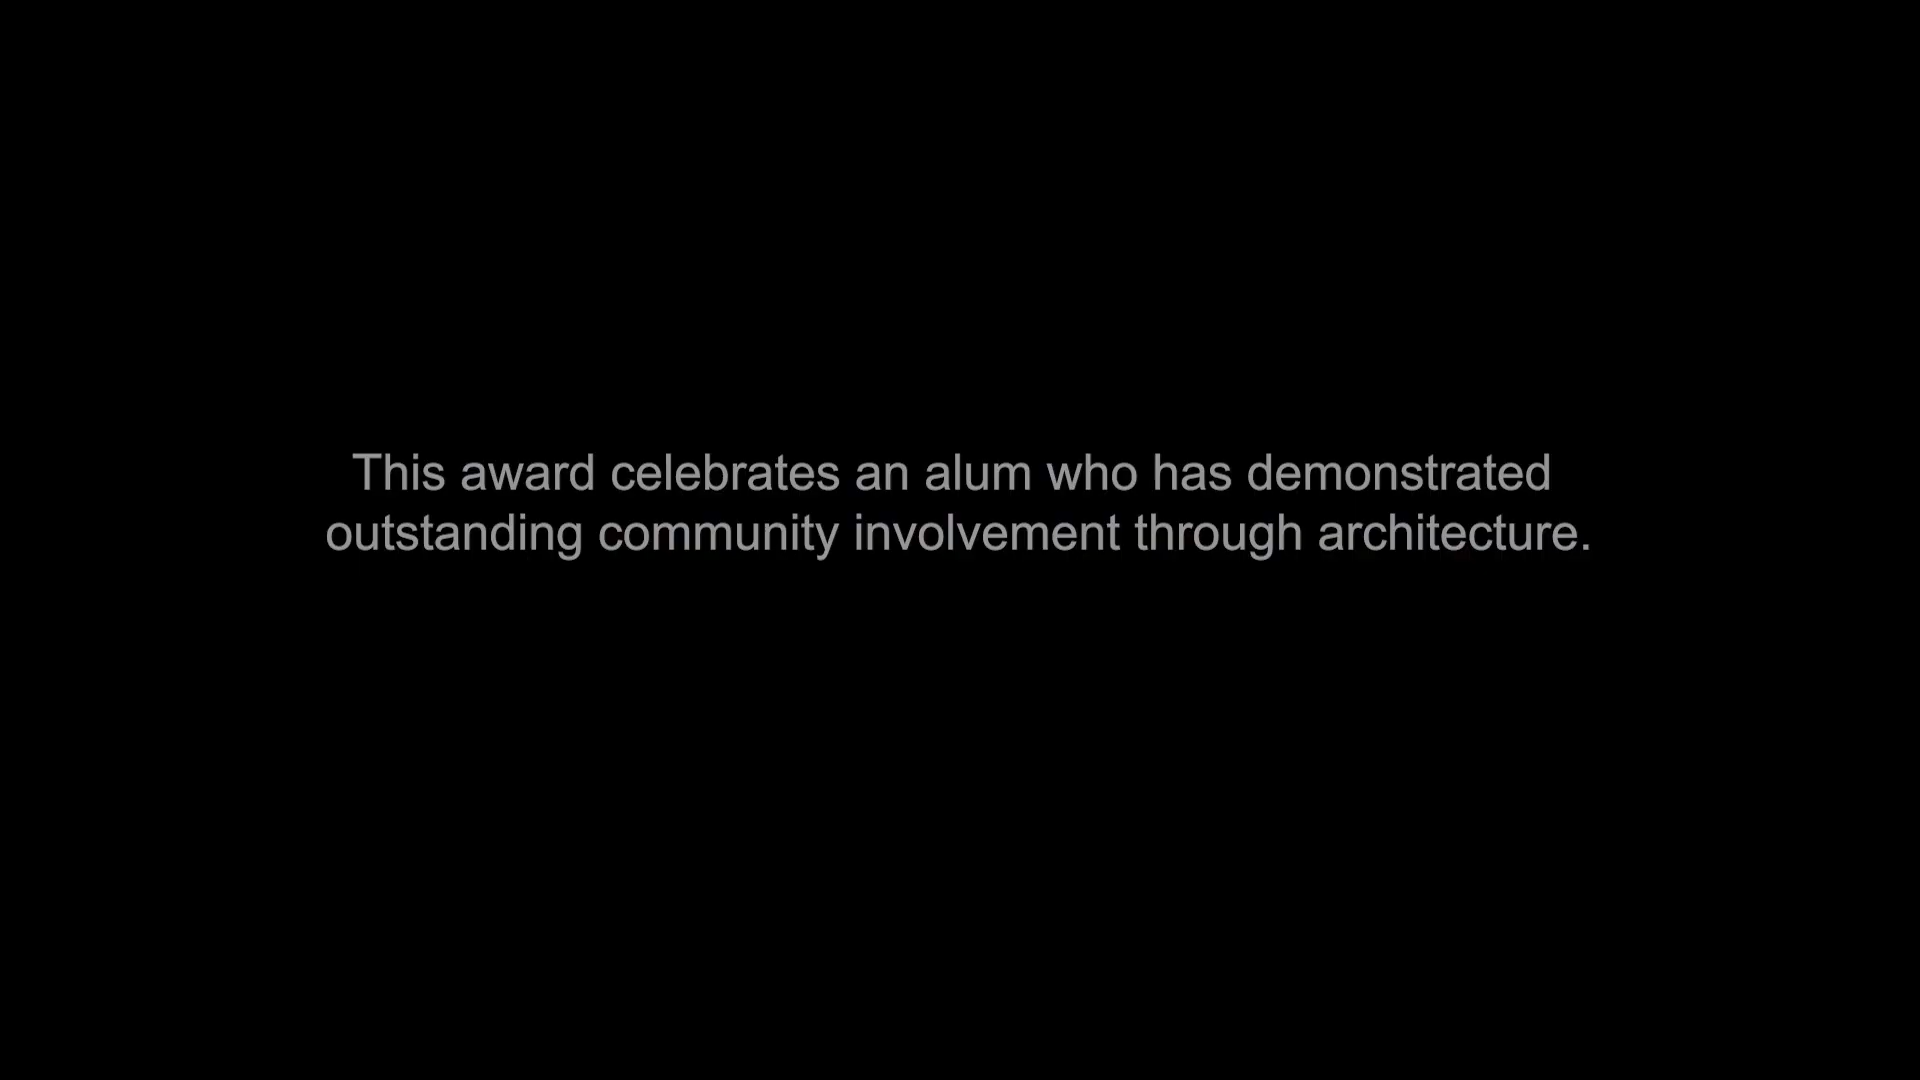 This award celebrates an alum who has demonstrated
outstanding community involvement through architecture.